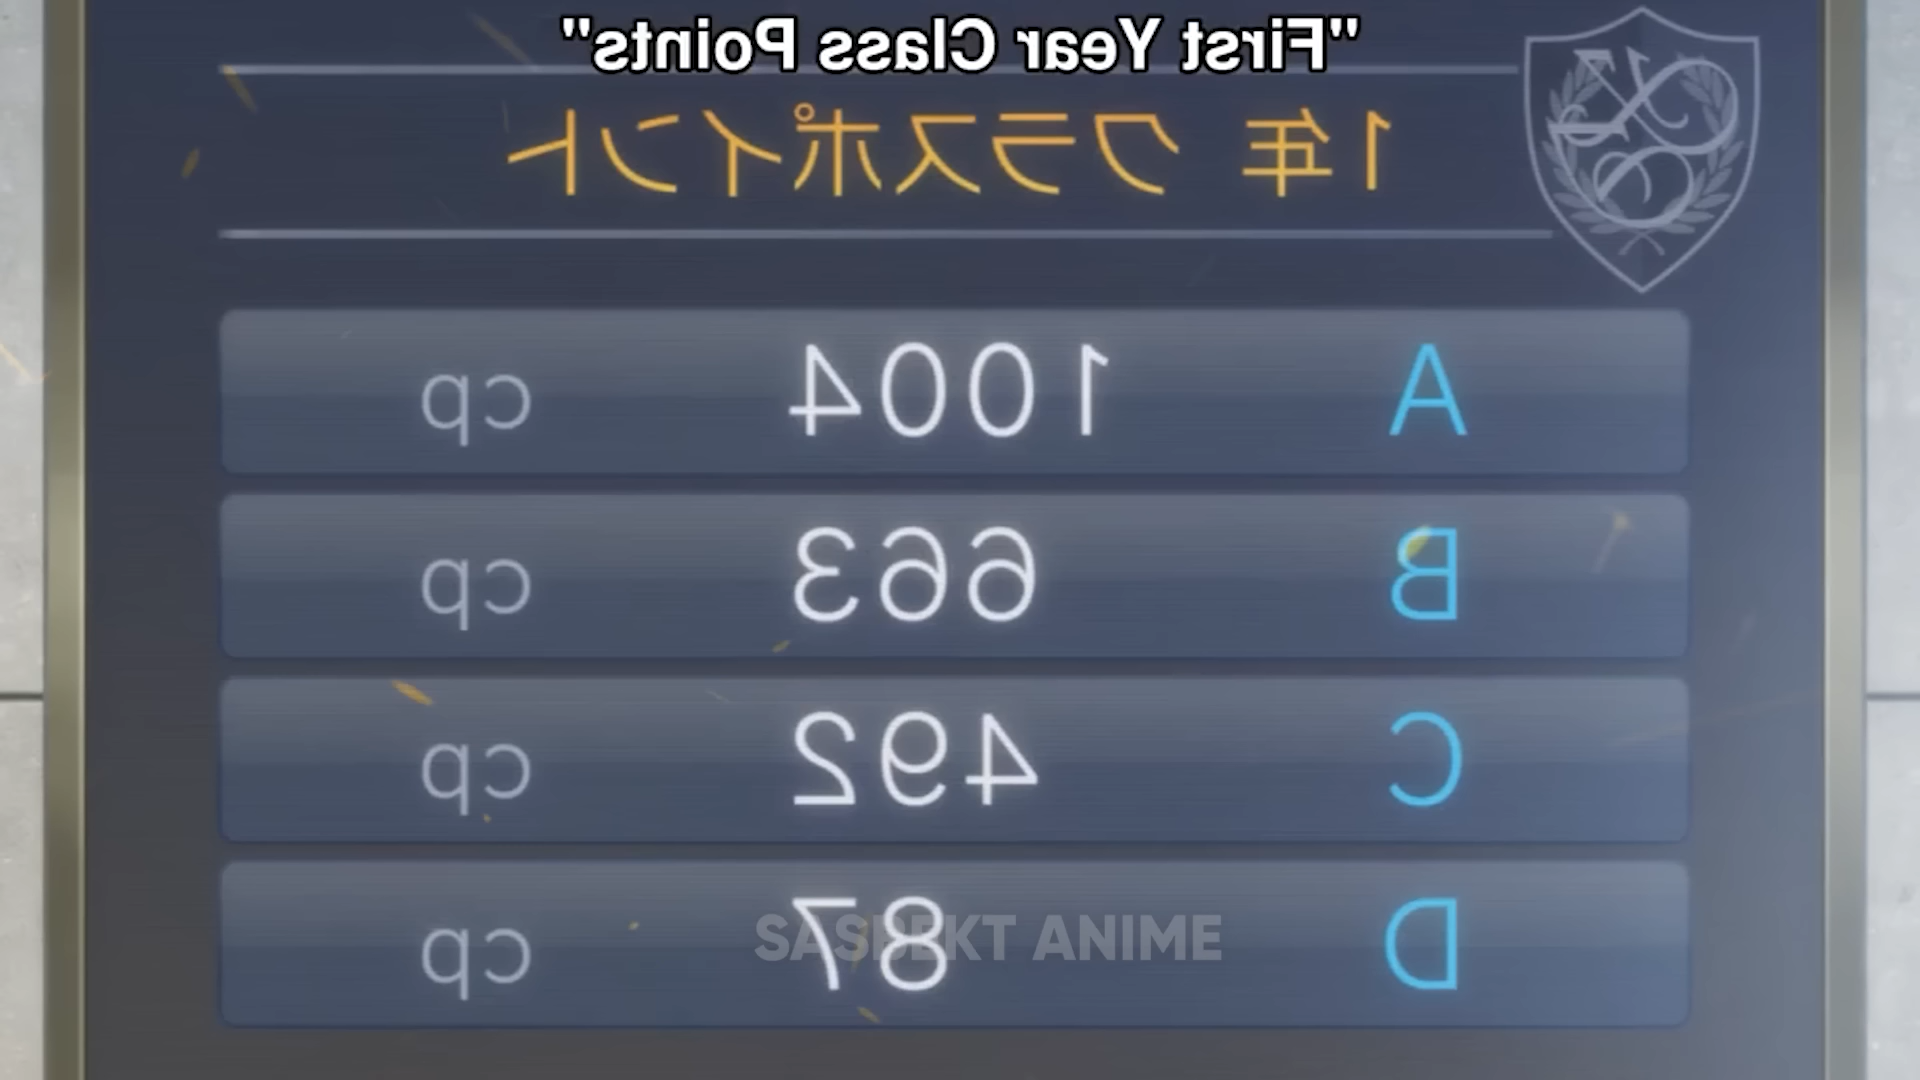 "First Year Class Points"
1年 クラスポイント
A 1004 cp
B 663 cp
C 492 cp
D 87 cp
SASBEKT ANIME